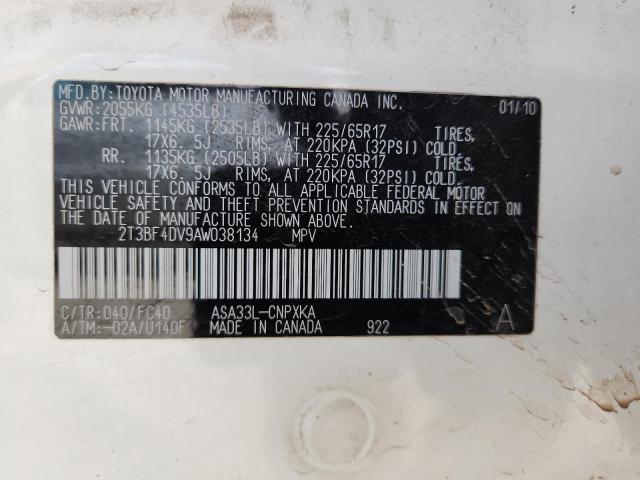 MFD.BY:TOYOTA MOTOR MANUFACTURING CANADA INC. 01/10
GVWR:2055KG (4535LB)
GAWR:FRT. 1145KG (2535LB) WITH 225/65R17 TIRES,
17X6.5J RIMS, AT 220KPA (32PSI) COLD.
RR. 1135KG (2505LB) WITH 225/65R17 TIRES,
17X6.5J RIMS, AT 220KPA (32PSI) COLD.
THIS VEHICLE CONFORMS TO ALL APPLICABLE FEDERAL MOTOR
VEHICLE SAFETY AND THEFT PREVENTION STANDARDS IN EFFECT ON
THE DATE OF MANUFACTURE SHOWN ABOVE.
2T3BF4DV9AW038134 MPV
C/TR:040/FC40 ASA33L-CNPXKA
A/TM:-02A/U140F MADE IN CANADA 922 A